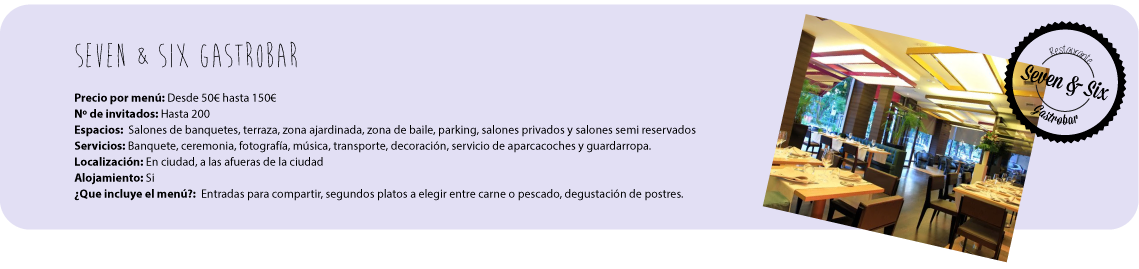 SEVEN & SIX GASTROBAR
Precio por menú: Desde 50€ hasta 150€
Nº de invitados: Hasta 200
Espacios: Salones de banquetes, terraza, zona ajardinada, zona de baile, parking, salones privados y salones semi reservados
Servicios: Banquete, ceremonia, fotografía, música, transporte, decoración, servicio de aparcacoches y guardarropa.
Localización: En ciudad, a las afueras de la ciudad
Alojamiento: Si
¿Que incluye el menú?: Entradas para compartir, segundos platos a elegir entre carne o pescado, degustación de postres.
Restaurante
Seven & Six
Gastrobar